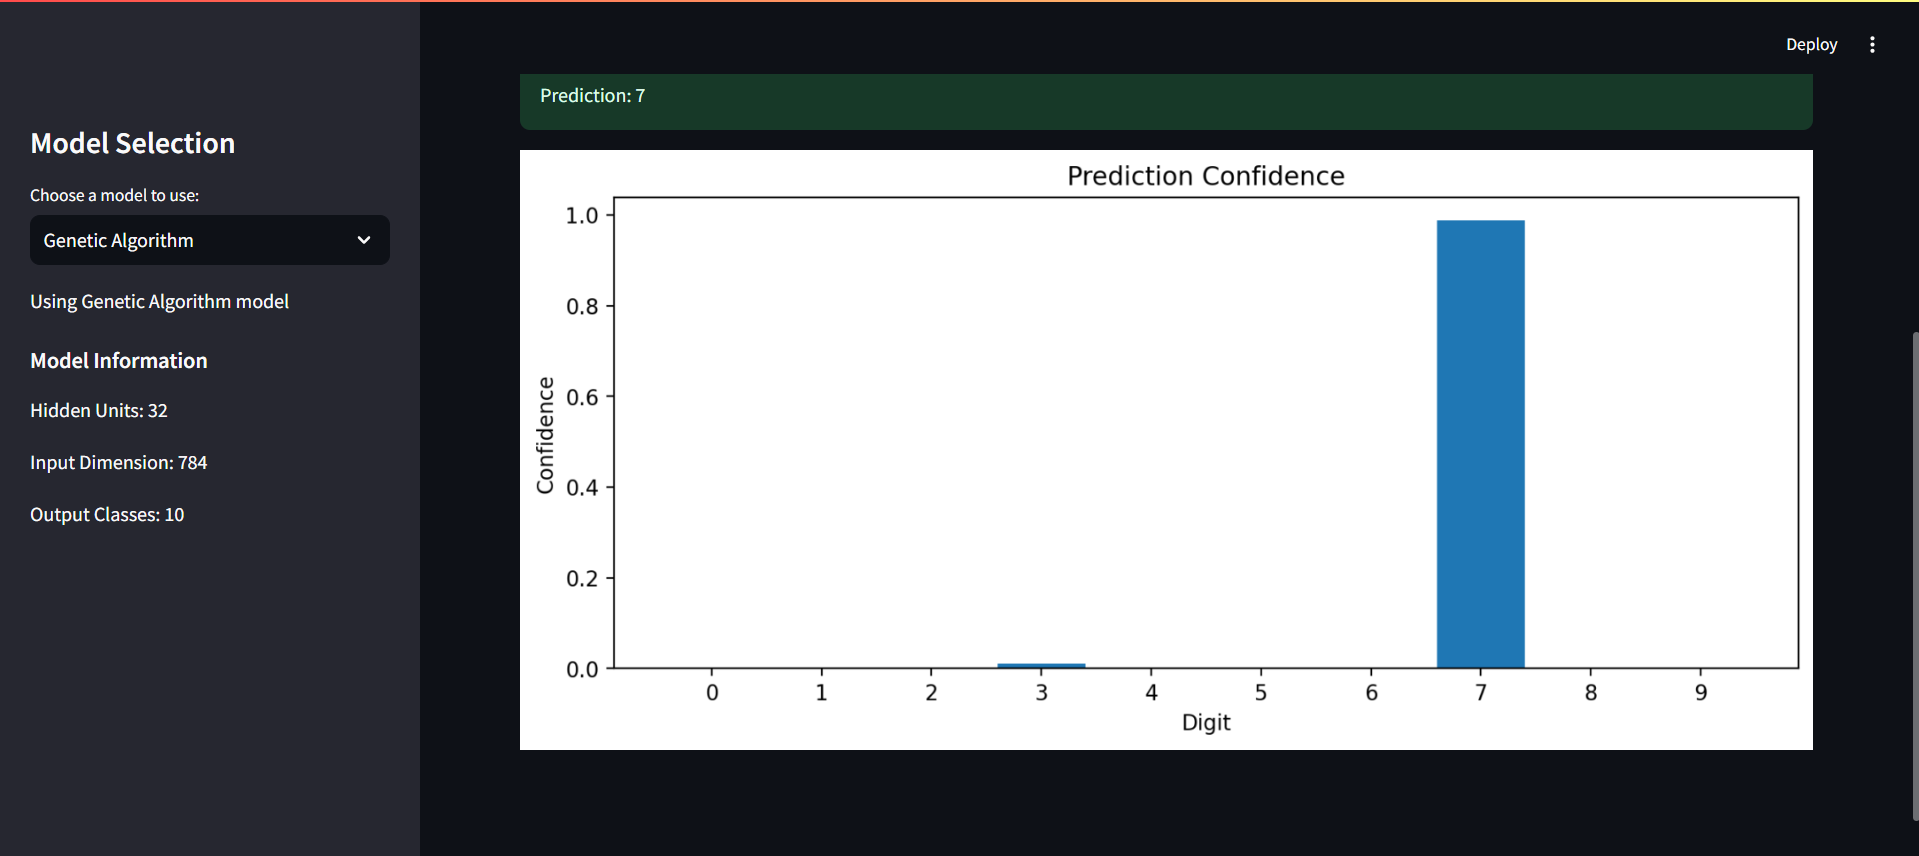 Deploy
Model Selection
Choose a model to use:
Genetic Algorithm
Using Genetic Algorithm model
Model Information
Hidden Units: 32
Input Dimension: 784
Output Classes: 10
Prediction: 7
Prediction Confidence
Confidence
1.0
0.8
0.6
0.4
0.2
0.0
0 1 2 3 4 5 6 7 8 9
Digit